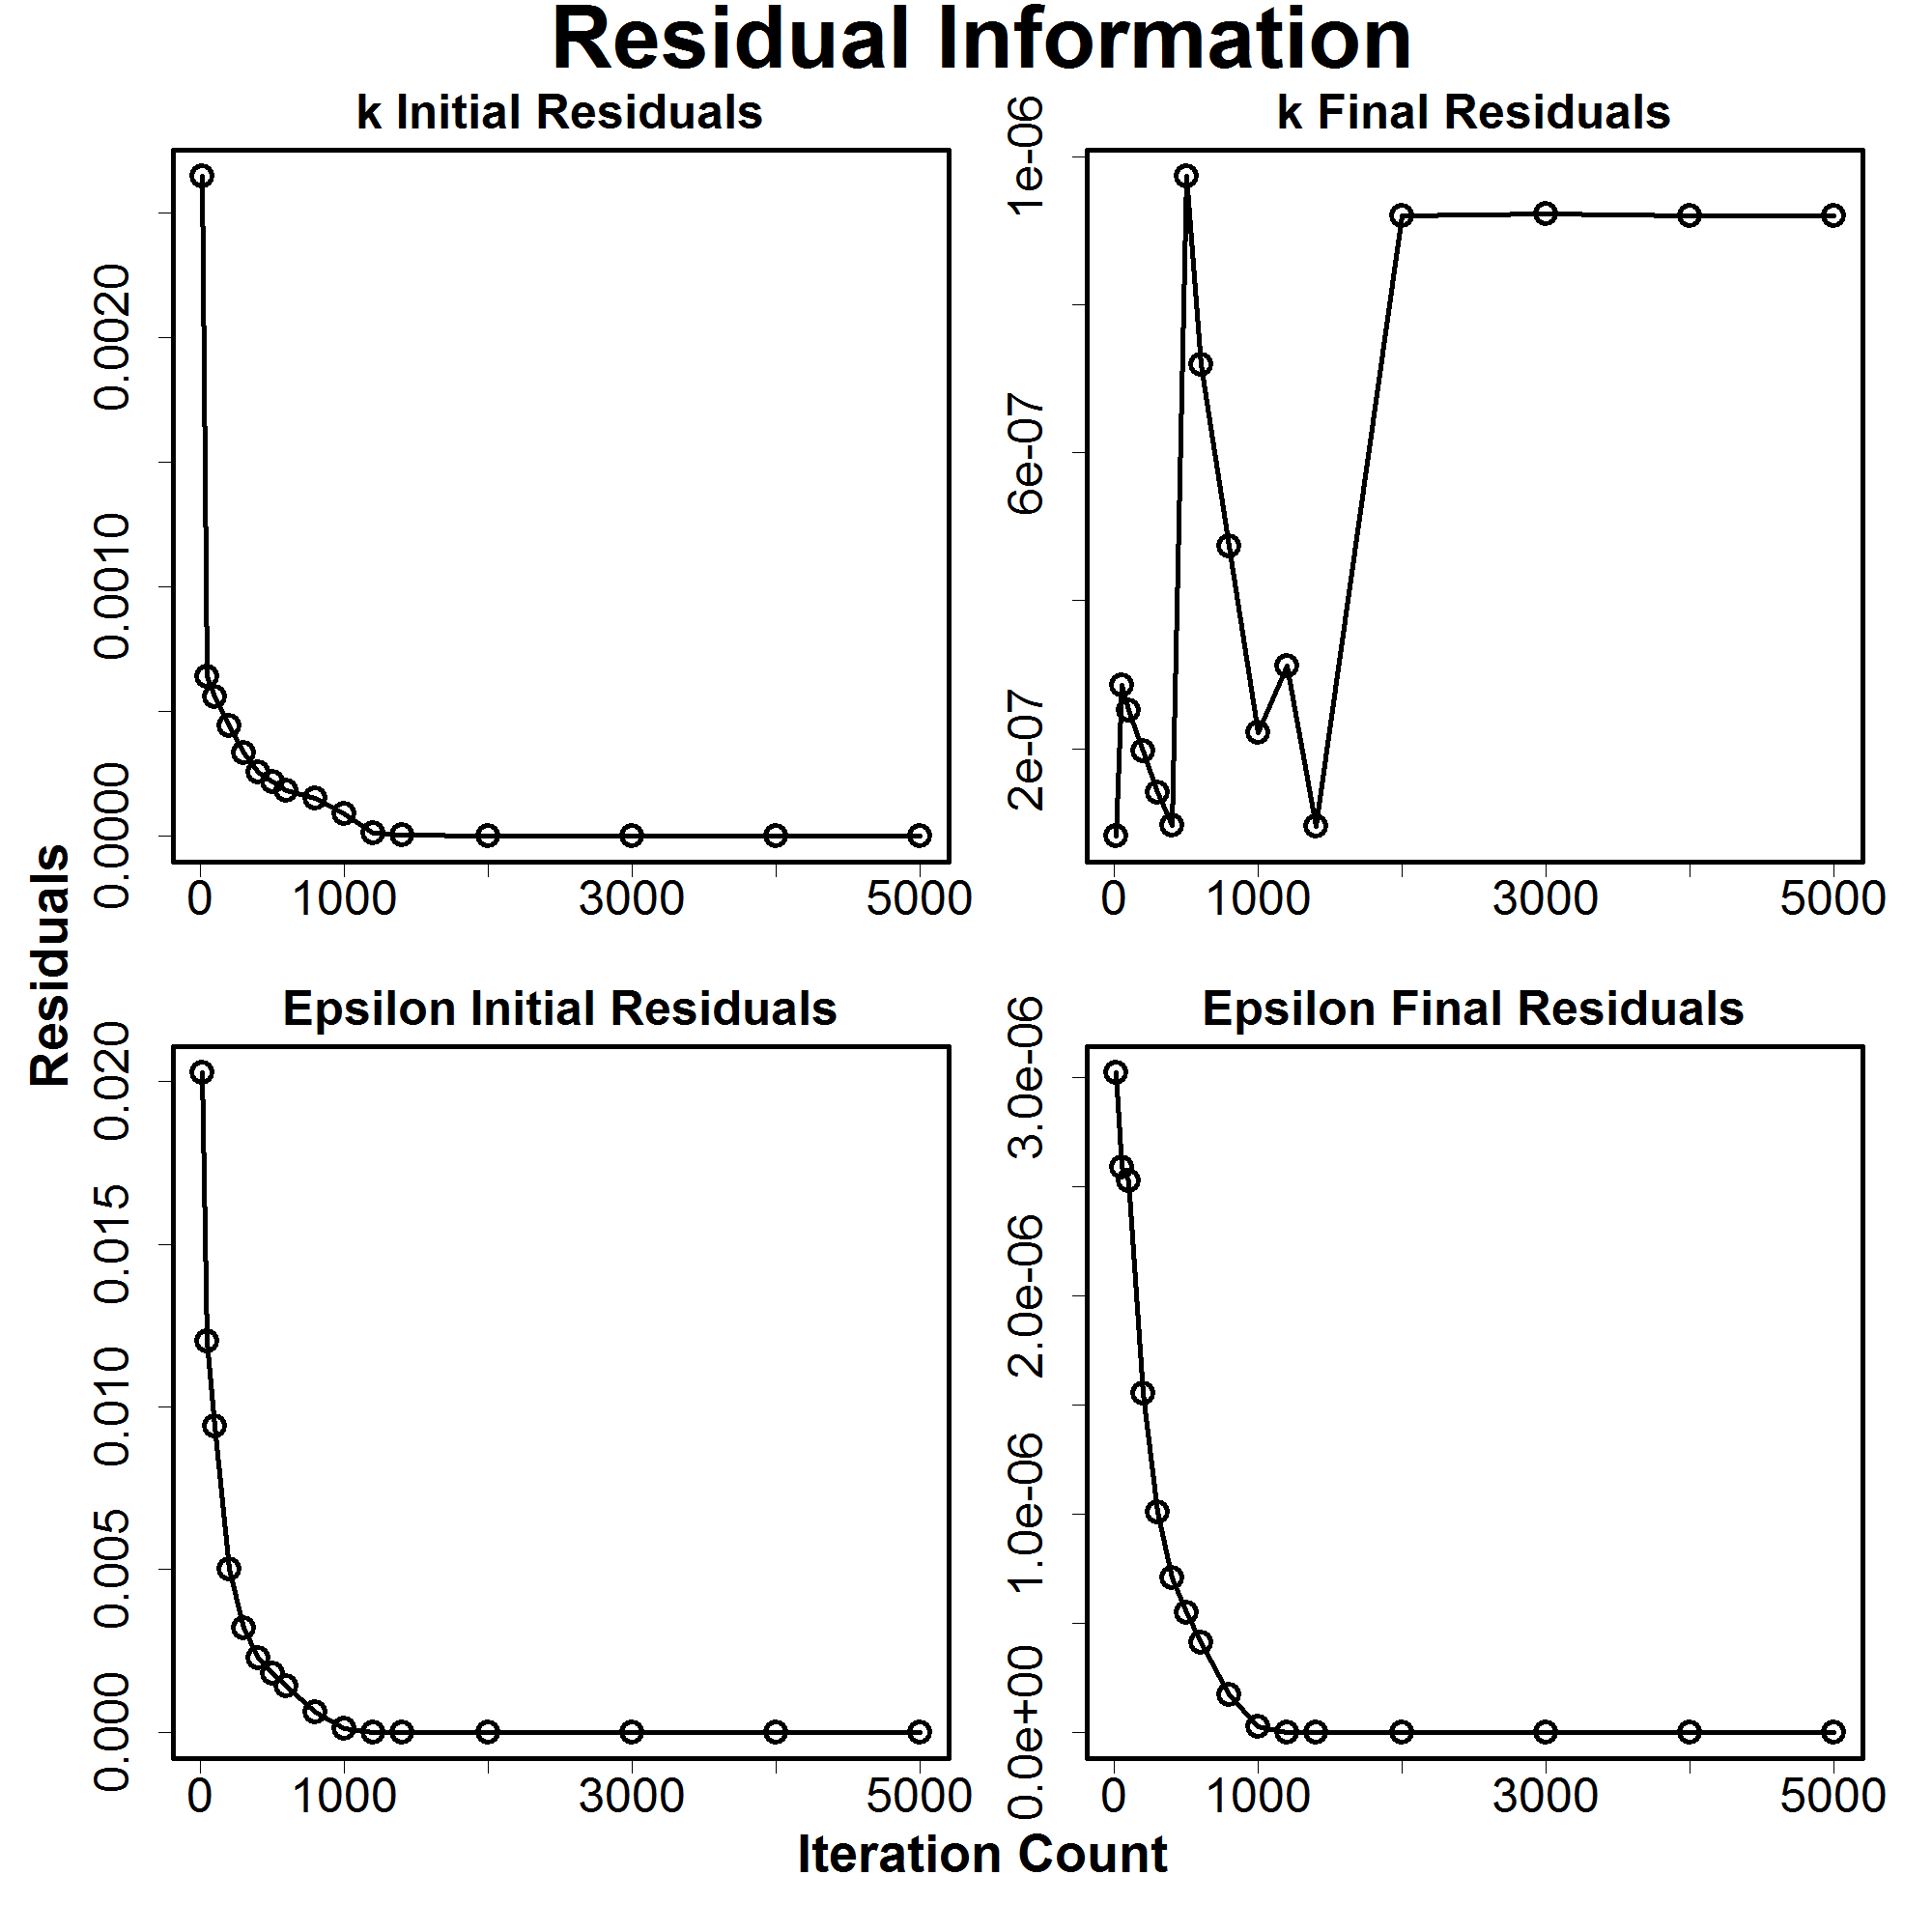 Residual Information
k Initial Residuals
0.0000 0.0010 0.0020
0 1000 3000 5000
k Final Residuals
2e-07 6e-07 1e-06
0 1000 3000 5000
Residuals
Epsilon Initial Residuals
0.000 0.005 0.010 0.015 0.020
0 1000 3000 5000
Epsilon Final Residuals
0.0e+00 1.0e-06 2.0e-06 3.0e-06
0 1000 3000 5000
Iteration Count